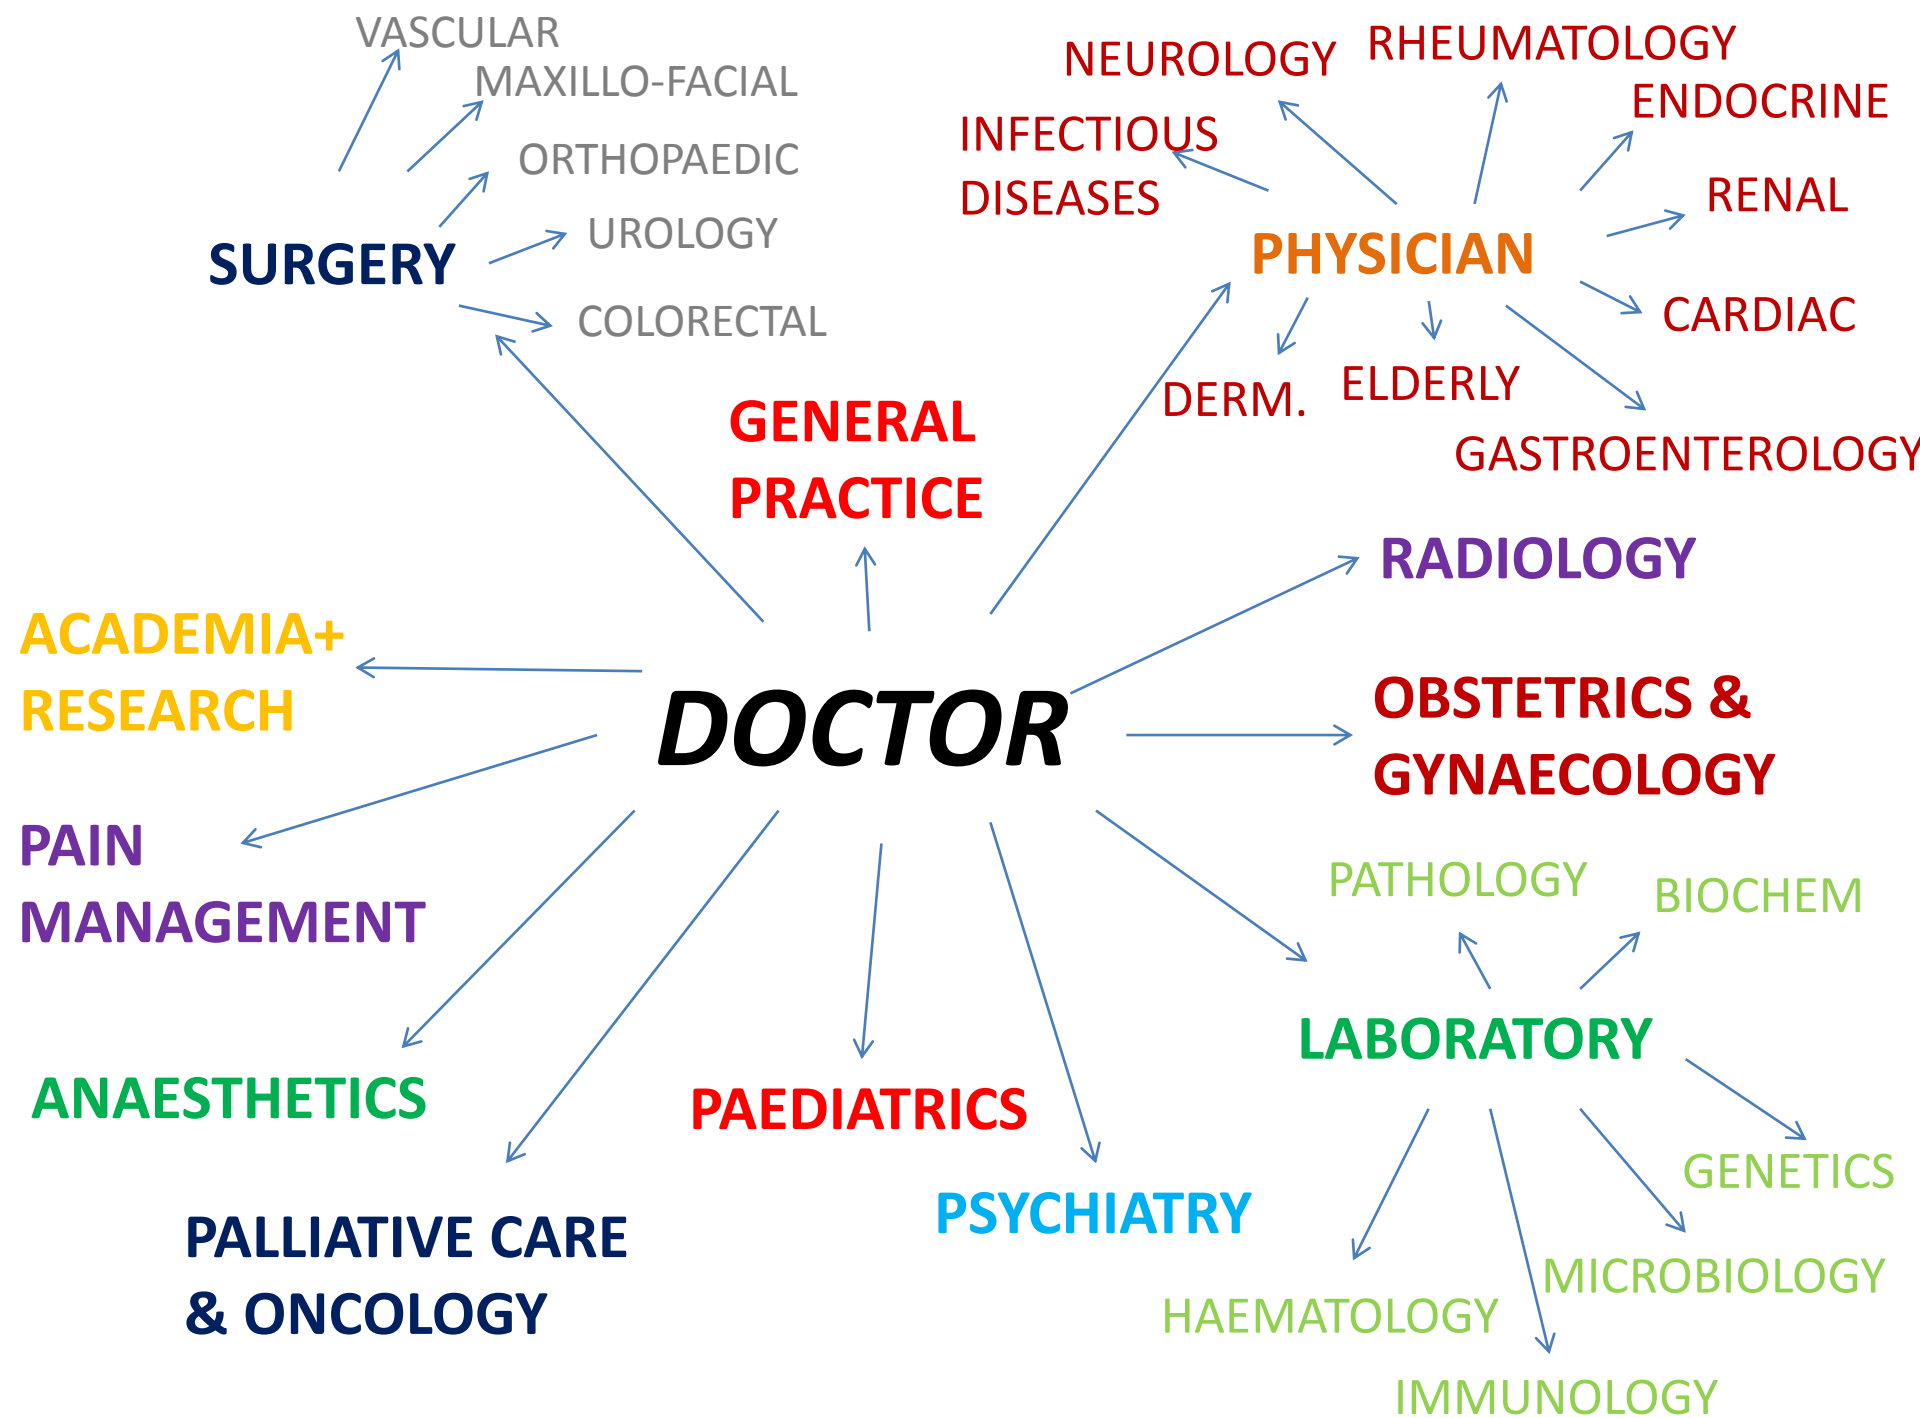 VASCULAR
MAXILLO-FACIAL
ORTHOPAEDIC
UROLOGY
COLORECTAL
SURGERY
NEUROLOGY
RHEUMATOLOGY
ENDOCRINE
INFECTIOUS
DISEASES
RENAL
PHYSICIAN
CARDIAC
DERM.
ELDERLY
GASTROENTEROLOGY
GENERAL
PRACTICE
RADIOLOGY
ACADEMIA+
RESEARCH
DOCTOR
OBSTETRICS &
GYNAECOLOGY
PAIN
MANAGEMENT
PATHOLOGY
BIOCHEM
LABORATORY
ANAESTHETICS
PAEDIATRICS
GENETICS
PSYCHIATRY
PALLIATIVE CARE
& ONCOLOGY
MICROBIOLOGY
HAEMATOLOGY
IMMUNOLOGY